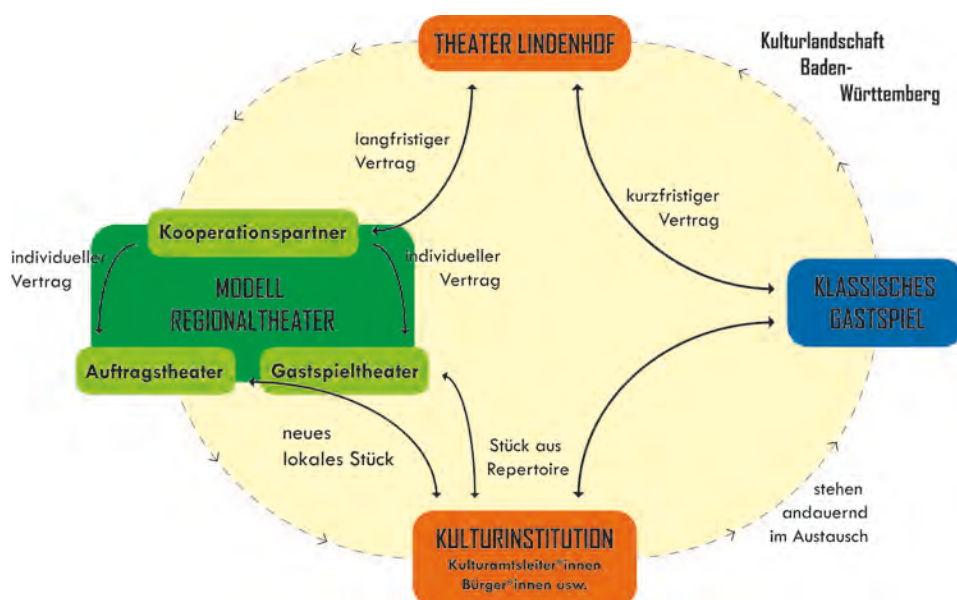 THEATER LINDENHOF
Kulturlandschaft
Baden-
Württemberg
langfristiger
Vertrag
kurzfristiger
Vertrag
Kooperationspartner
individueller
Vertrag
individueller
Vertrag
MODELL
REGIONALTHEATER
KLASSISCHES
GASTSPIEL
Auftragstheater
Gastspieltheater
neues
lokales Stück
Stück aus
Repertoire
stehen
andauernd
im Austausch
KULTURINSTITUTION
Kulturamtsleiter*innen
Bürger*innen usw.